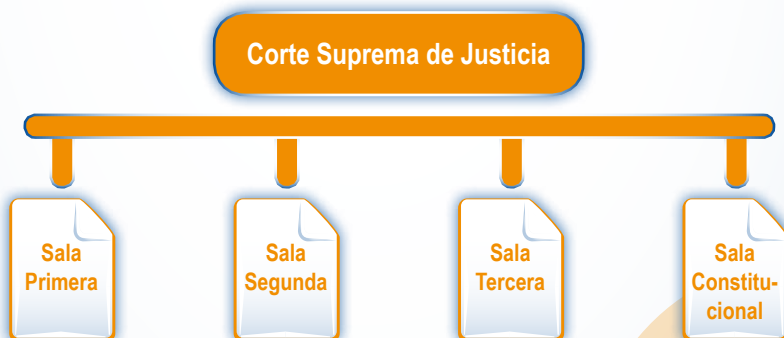 Corte Suprema de Justicia
Sala
Primera
Sala
Segunda
Sala
Tercera
Sala
Constitu-
cional